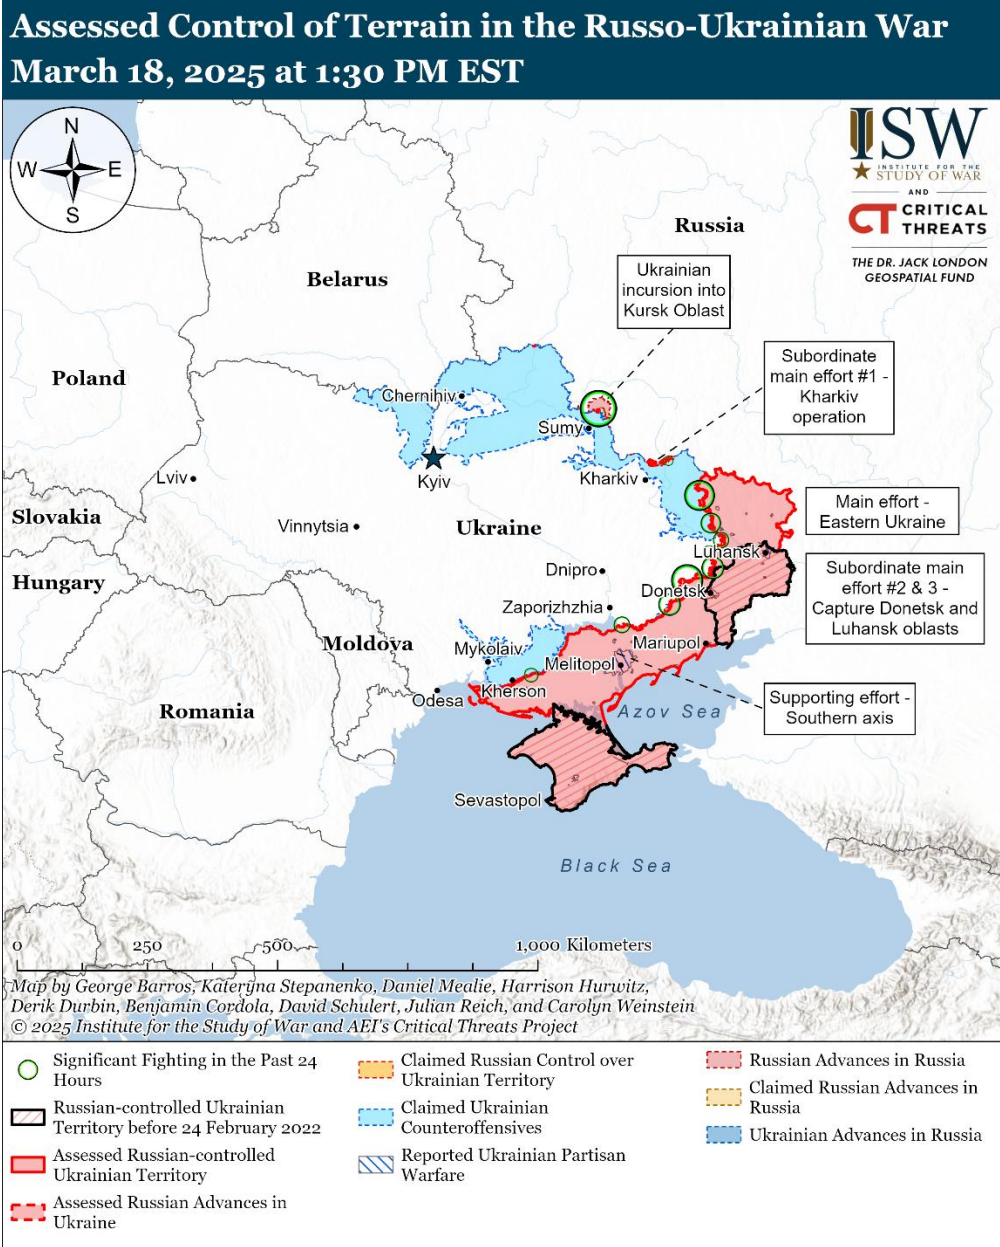 Assessed Control of Terrain in the Russo-Ukrainian War
March 18, 2025 at 1:30 PM EST
N
W
E
S
ISW
INSTITUTE FOR THE
STUDY OF WAR
AND
CT CRITICAL
THREATS
THE DR. JACK LONDON
GEOSPATIAL FUND
Russia
Belarus
Ukrainian
incursion into
Kursk Oblast
Subordinate
main effort #1 -
Kharkiv
operation
Poland
Chernihiv
Sumy
Kyiv
Lviv
Kharkiv
Slovakia
Vinnytsia
Ukraine
Main effort -
Eastern Ukraine
Luhansk
Hungary
Dnipro
Donetsk
Subordinate main
effort #2 & 3 -
Capture Donetsk and
Luhansk oblasts
Zaporizhzhia
Moldova
Mykolaiv
Mariupol
Melitopol
Kherson
Odesa
Romania
Azov Sea
Supporting effort -
Southern axis
Sevastopol
Black Sea
0 250 500 1,000 Kilometers
Map by George Barros, Kateryna Stepanenko, Daniel Mealie, Harrison Hurwitz,
Derik Durbin, Benjamin Cordola, David Schulert, Julian Reich, and Carolyn Weinstein
© 2025 Institute for the Study of War and AEI's Critical Threats Project
Significant Fighting in the Past 24
Hours
Russian-controlled Ukrainian
Territory before 24 February 2022
Assessed Russian-controlled
Ukrainian Territory
Assessed Russian Advances in
Ukraine
Claimed Russian Control over
Ukrainian Territory
Claimed Ukrainian
Counteroffensives
Reported Ukrainian Partisan
Warfare
Russian Advances in Russia
Claimed Russian Advances in
Russia
Ukrainian Advances in Russia